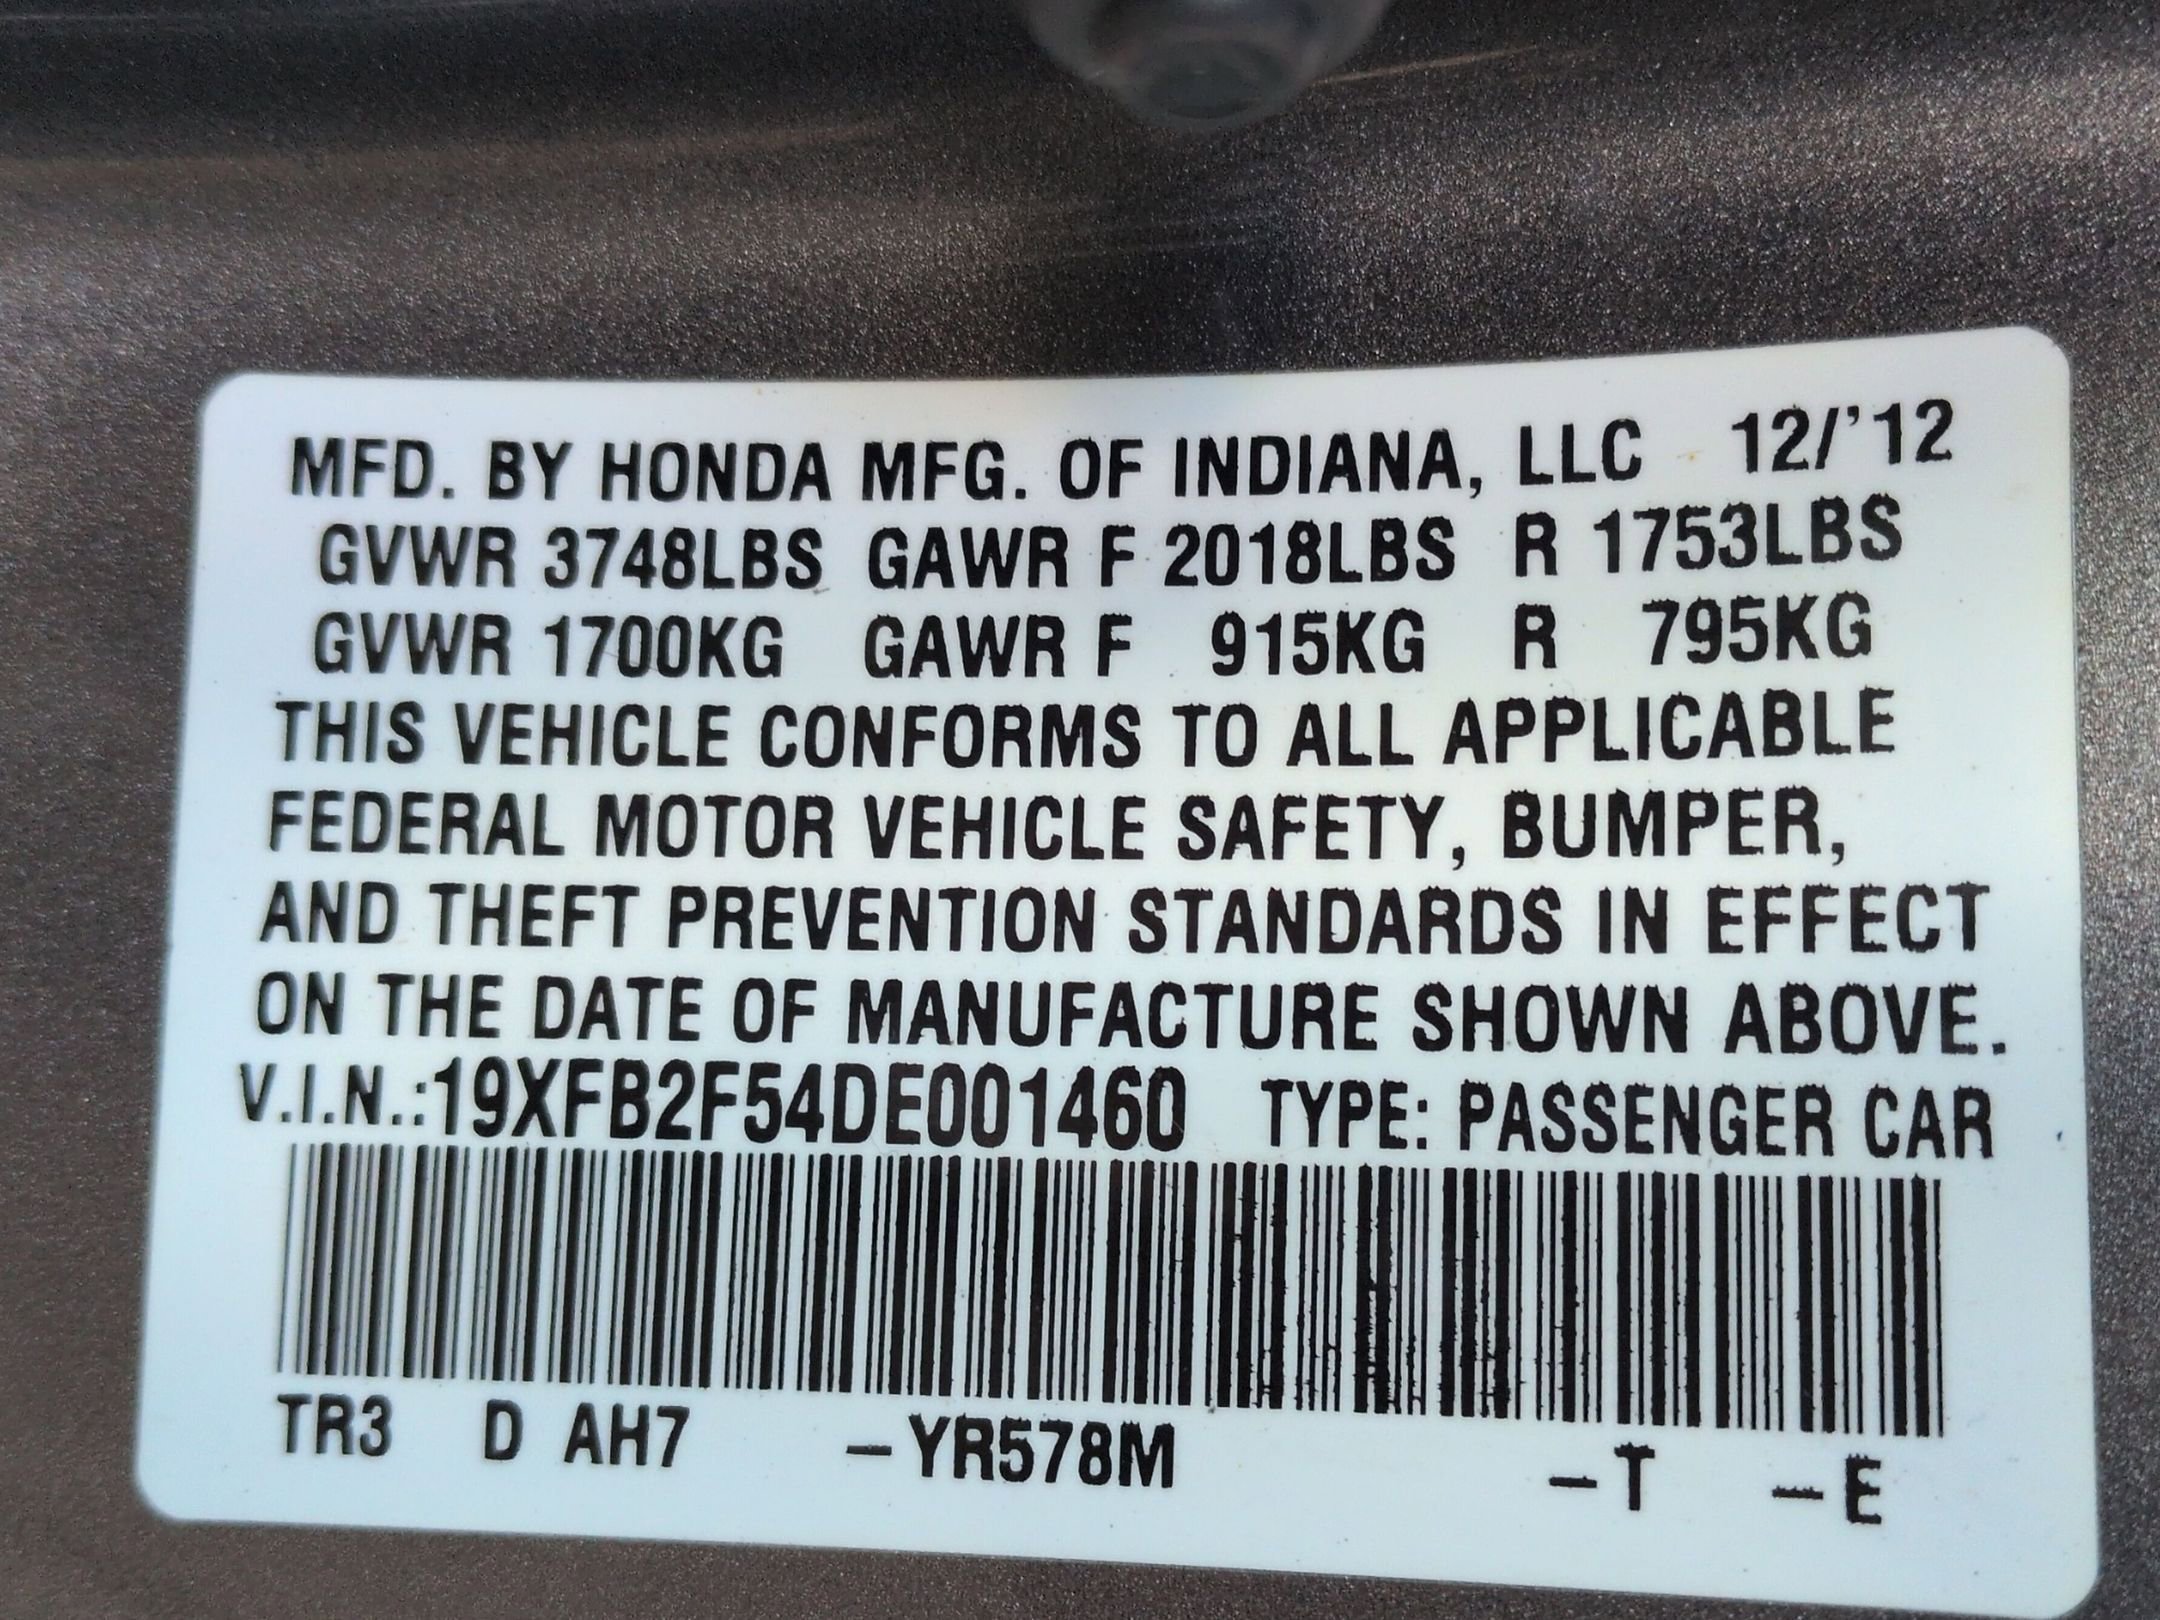 MFD. BY HONDA MFG. OF INDIANA, LLC 12/'12
GVWR 3748LBS GAWR F 2018LBS R 1753LBS
GVWR 1700KG GAWR F 915KG R 795KG
THIS VEHICLE CONFORMS TO ALL APPLICABLE
FEDERAL MOTOR VEHICLE SAFETY, BUMPER,
AND THEFT PREVENTION STANDARDS IN EFFECT
ON THE DATE OF MANUFACTURE SHOWN ABOVE.
V.I.N.:19XFB2F54DE001460 TYPE: PASSENGER CAR
TR3 D AH7 –YR578M –T –E